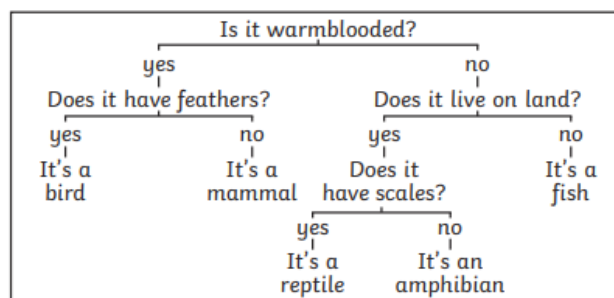 Is it warmblooded?
yes
no
Does it have feathers?
Does it live on land?
yes
no
yes
no
It's a
bird
It's a
mammal
Does it
have scales?
It's a
fish
yes
no
It's a
reptile
It's an
amphibian